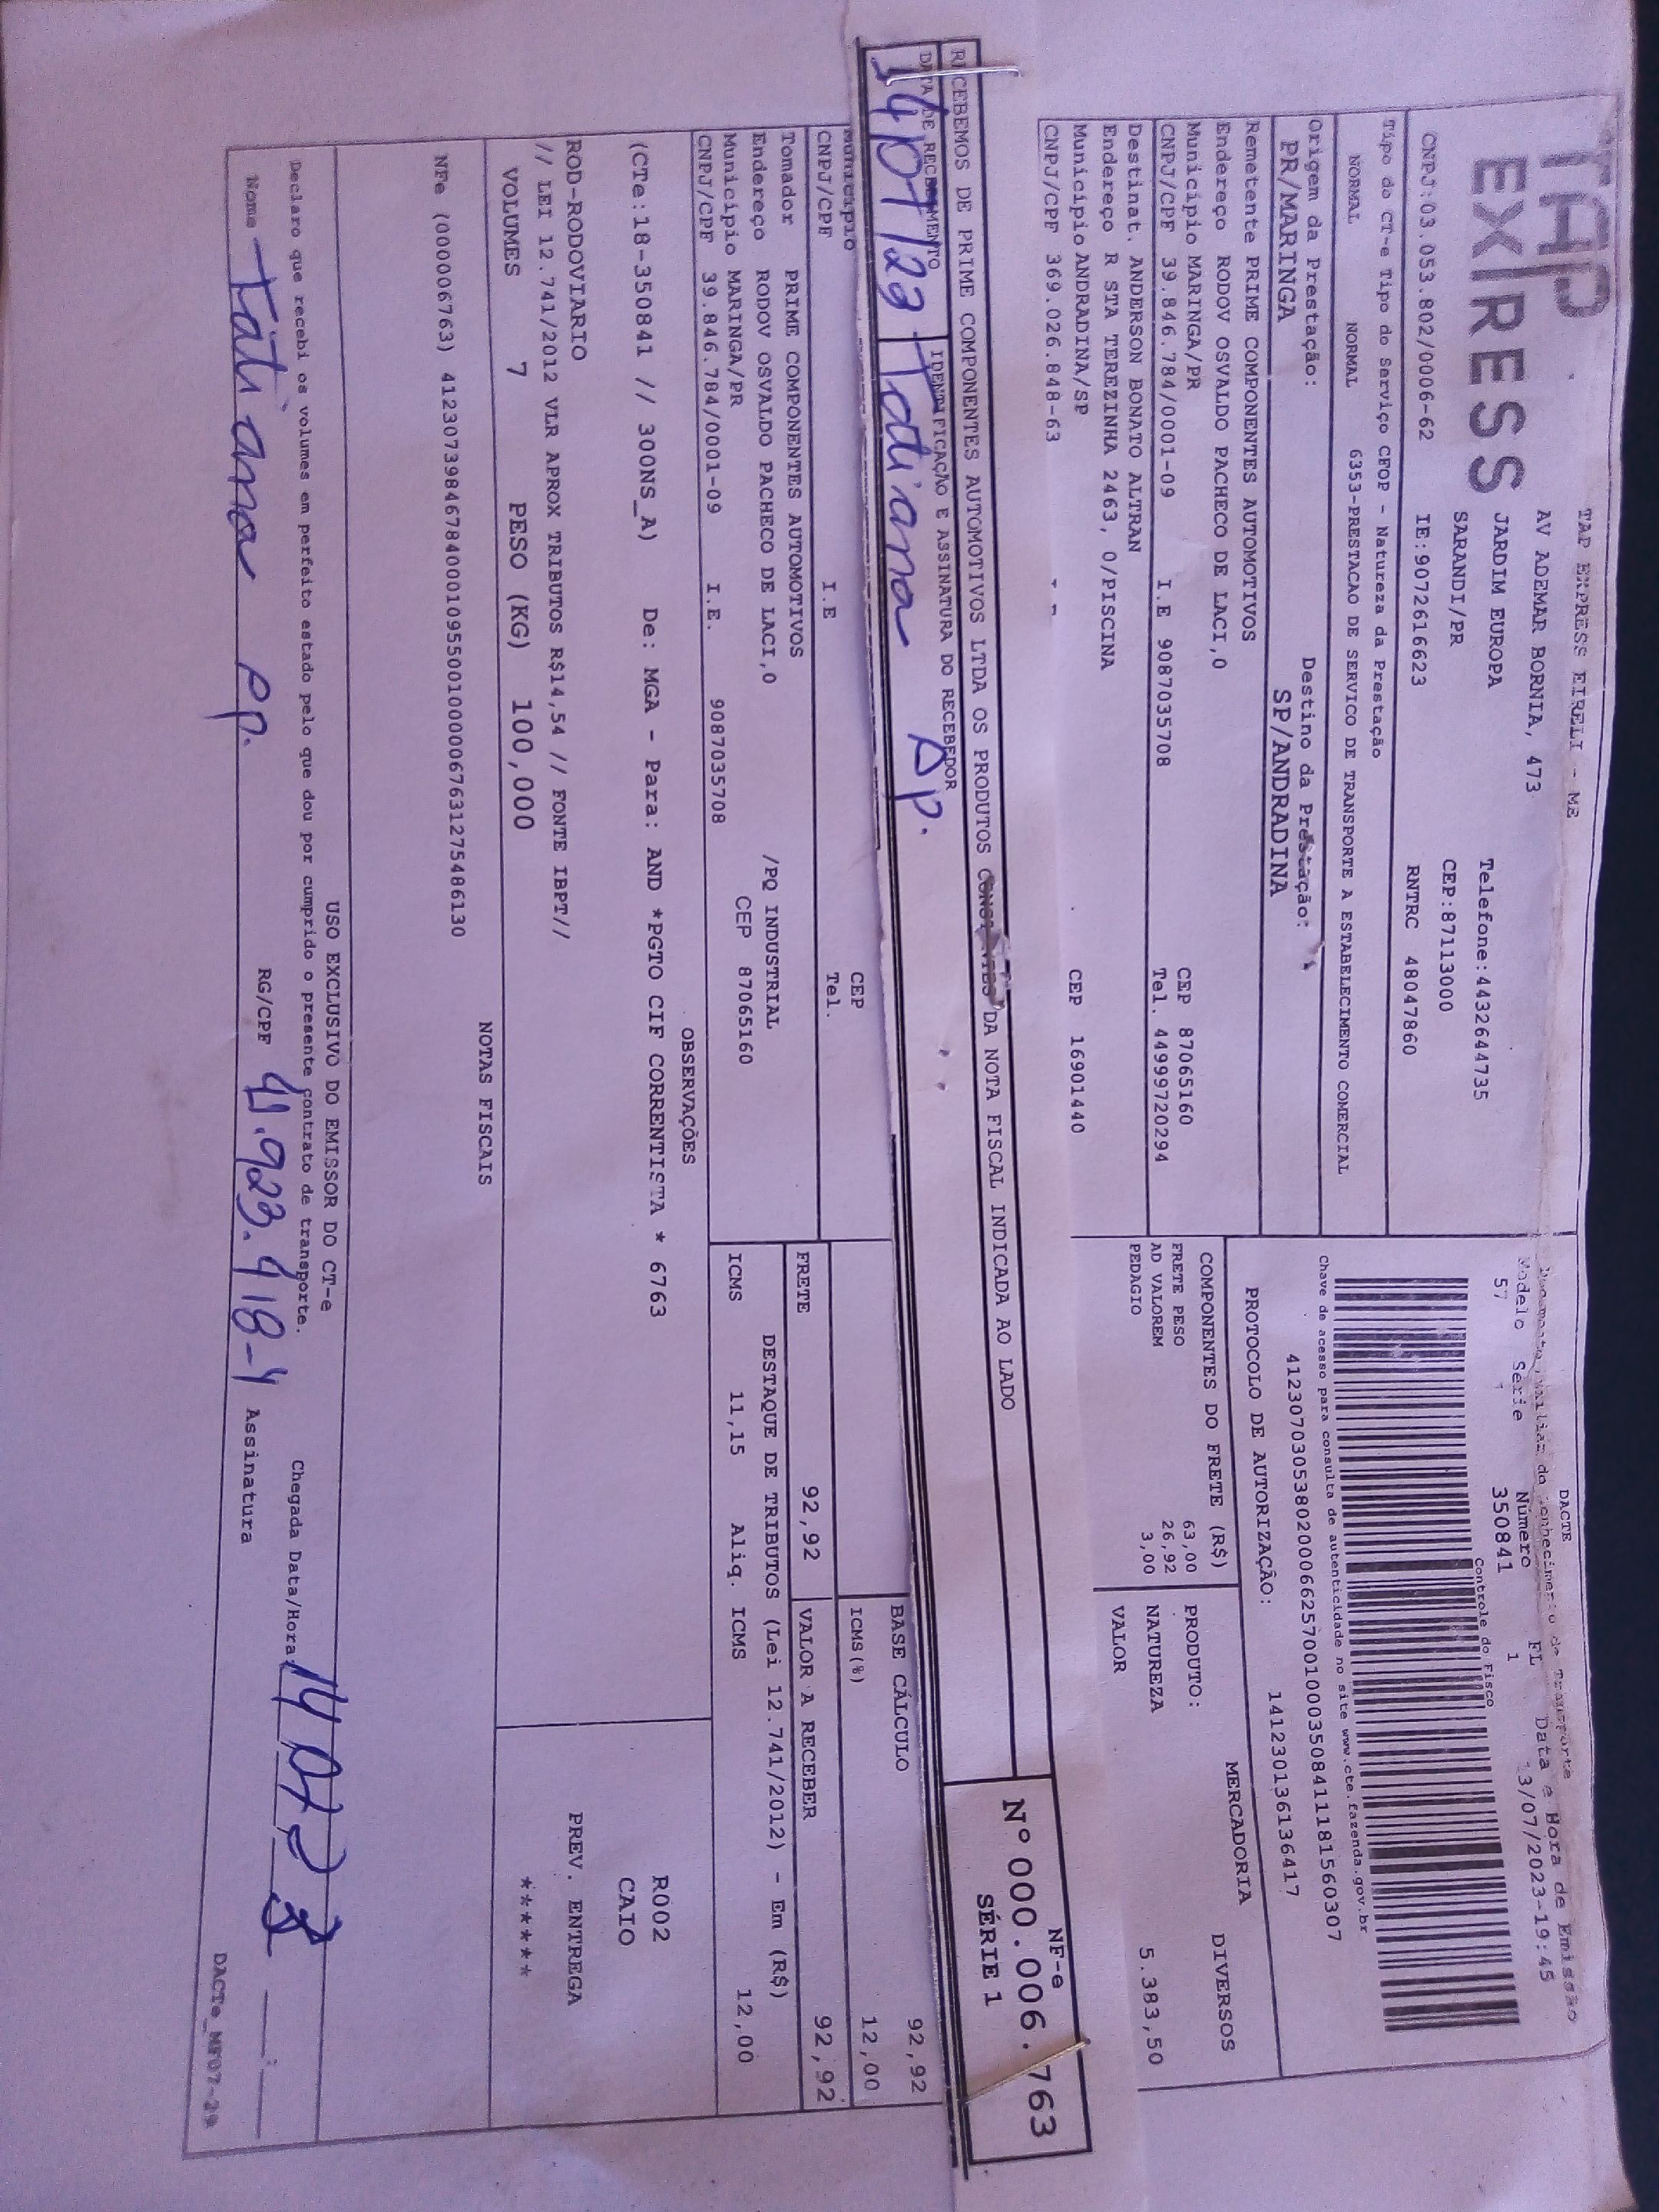 TAP
EXPRESS
TAP EXPRESS EIRELI - ME
AV ADEMAR BORNIA, 473
JARDIM EUROPA
Telefone:443264‌4735
SARANDI/PR
CEP:87113000
CNPJ:03.053.802/0006-62
IE:9072616623
RNTRC 48047860
Tipo do CT-e Tipo do Serviço CFOP - Natureza da Prestação
NORMAL NORMAL 6353-PRESTACAO DE SERVICO DE TRANSPORTE A ESTABELECIMENTO COMERCIAL
Origem da Prestação: Destino da Prestação:
PR/MARINGA SP/ANDRADINA
DACTE
Documento Auxiliar do Conhecimento de Transporte
Modelo Série Número FL Data e Hora de Emissão
57 1 350841 1 13/07/2023-19:45
Controle do Fisco
Chave de acesso para consulta de autenticidade no site www.cte.fazenda.gov.br
41230703053802000662570010003508411181560307
PROTOCOLO DE AUTORIZAÇÃO: 141230136136417
Remetente PRIME COMPONENTES AUTOMOTIVOS
Endereço RODOV OSVALDO PACHECO DE LACI,0
Município MARINGA/PR CEP 87065160
CNPJ/CPF 39.846.784/0001-09 I.E 9087035708 Tel. 44999720294
Destinat. ANDERSON BONATO ALTRAN
Endereço R STA TEREZINHA 2463, 0/PISCINA
Municipio ANDRADINA/SP CEP 16901440
CNPJ/CPF 369.026.848-63
COMPONENTES DO FRETE (R$)
FRETE PESO 63,00
AD VALOREM 26,92
PEDAGIO 3,00
MERCADORIA
PRODUTO: DIVERSOS
NATUREZA
VALOR 5.383,50
RECEBEMOS DE PRIME COMPONENTES AUTOMOTIVOS LTDA OS PRODUTOS CONSTANTES DA NOTA FISCAL INDICADA AO LADO
DATA DE RECEBIMENTO
IDENTIFICAÇÃO E ASSINATURA DO RECEBEDOR
14/07/23 Tatiana pp.
NF-e
Nº 000.006.763
SÉRIE 1
Municipio CEP
CNPJ/CPF I.E Tel.
BASE CÁLCULO 92,92
ICMS(%) 12,00
Tomador PRIME COMPONENTES AUTOMOTIVOS
Endereço RODOV OSVALDO PACHECO DE LACI,0 /PQ INDUSTRIAL
Municipio MARINGA/PR CEP 87065160
CNPJ/CPF 39.846.784/0001-09 I.E. 9087035708
FRETE 92,92 VALOR A RECEBER 92,92
DESTAQUE DE TRIBUTOS (Lei 12.741/2012) - Em (R$)
ICMS 11,15 Aliq. ICMS 12,00
OBSERVAÇÕES
(CTe:18-350841 // 300NS_A) De: MGA - Para: AND *PGTO CIF CORRENTISTA * 6763
R002
CAIO
ROD-RODOVIARIO
// LEI 12.741/2012 VLR APROX TRIBUTOS R$14,54 // FONTE IBPT//
VOLUMES 7 PESO (KG) 100,000
PREV. ENTREGA
******
NOTAS FISCAIS
NFe (000006763) 41230739846784000109550010000067631275486130
USO EXCLUSIVO DO EMISSOR DO CT-e
Declaro que recebi os volumes em perfeito estado pelo que dou por cumprido o presente contrato de transporte.
Chegada Data/Hora 14 07 23 __:__
Nome Tatiana pp. RG/CPF 41.923.418-4 Assinatura
DACTe_MF07-29